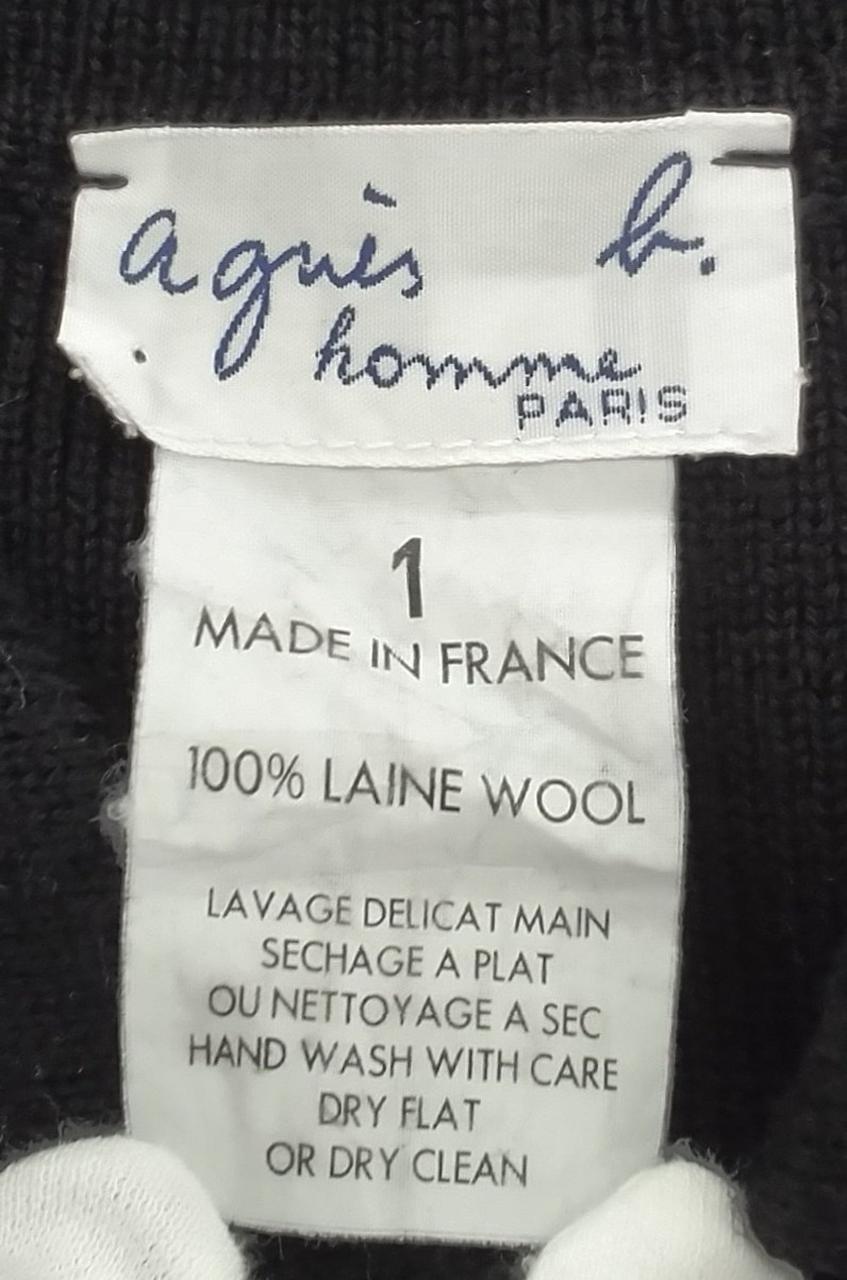 agnès b.
homme
PARIS
1
MADE IN FRANCE
100% LAINE WOOL
LAVAGE DELICAT MAIN
SECHAGE A PLAT
OU NETTOYAGE A SEC
HAND WASH WITH CARE
DRY FLAT
OR DRY CLEAN